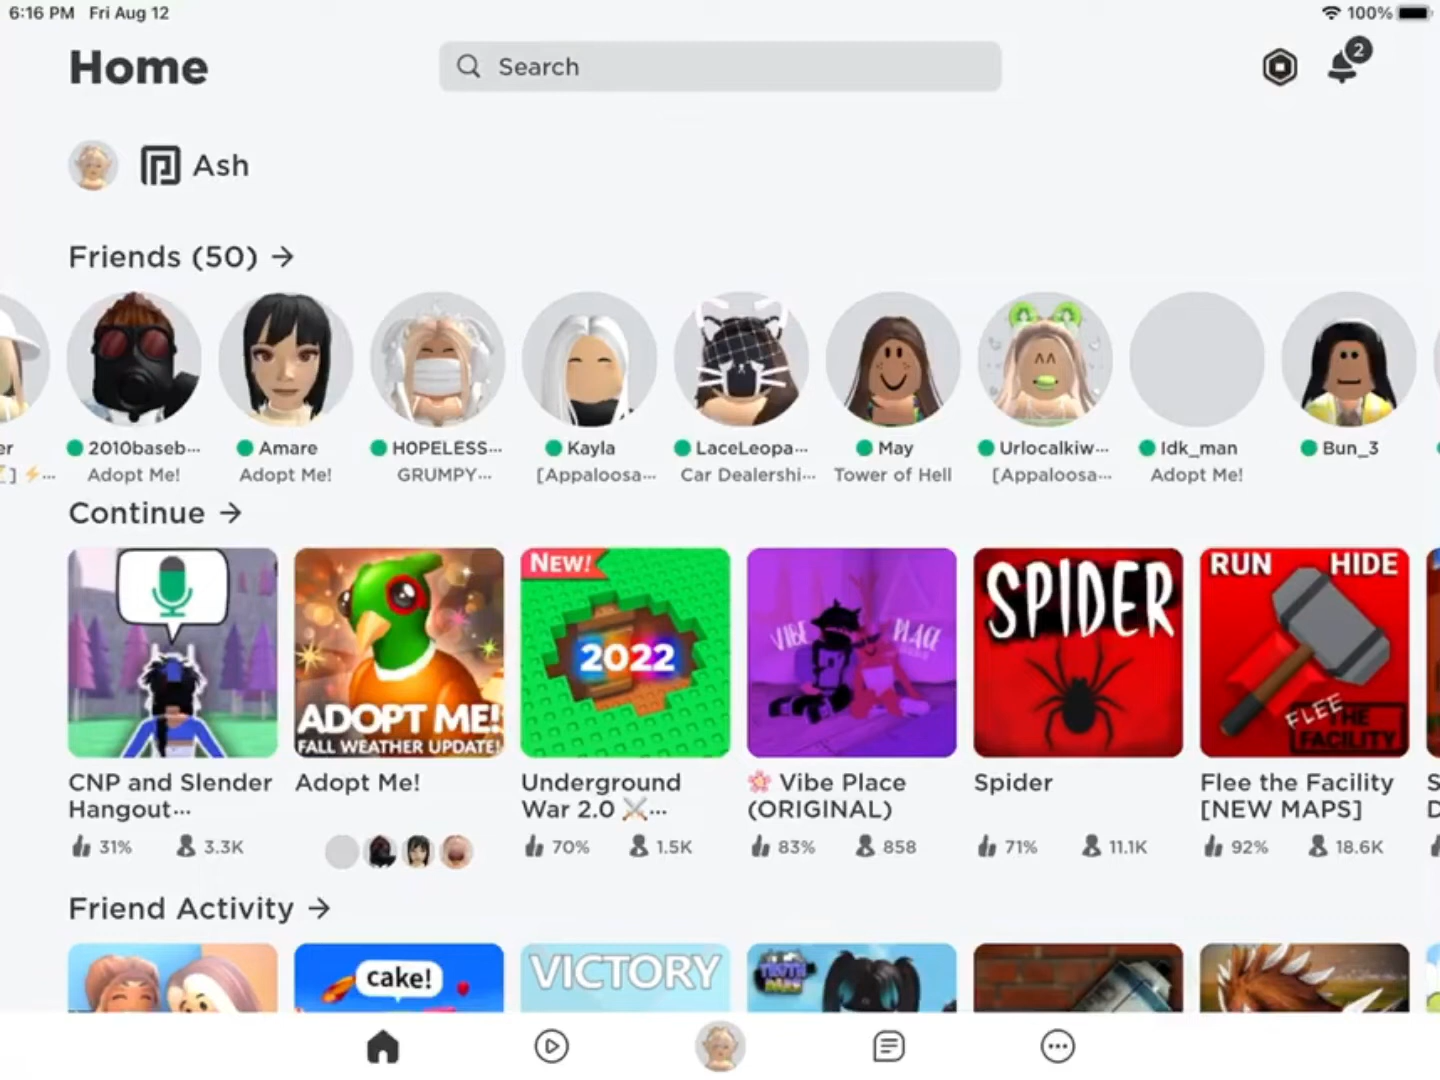 6:16 PM Fri Aug 12
100%
Home
Search
2
Ash
Friends (50) →
er
2010baseb...
Amare
H0PELESS...
Kayla
LaceLeopa...
May
Urlocalkiw...
Idk_man
Bun_3
Adopt Me!
Adopt Me!
GRUMPY...
[Appaloosa...
Car Dealershi...
Tower of Hell
[Appaloosa...
Adopt Me!
Continue →
ADOPT ME!
FALL WEATHER UPDATE!
NEW!
2022
VIBE PLACE
SPIDER
RUN HIDE
FLEE
THE
FACILITY
CNP and Slender
Hangout...
Adopt Me!
Underground
War 2.0 ⚔️...
🌸 Vibe Place
(ORIGINAL)
Spider
Flee the Facility
[NEW MAPS]
31% 3.3K
70% 1.5K
83% 858
71% 11.1K
92% 18.6K
Friend Activity →
cake!
VICTORY